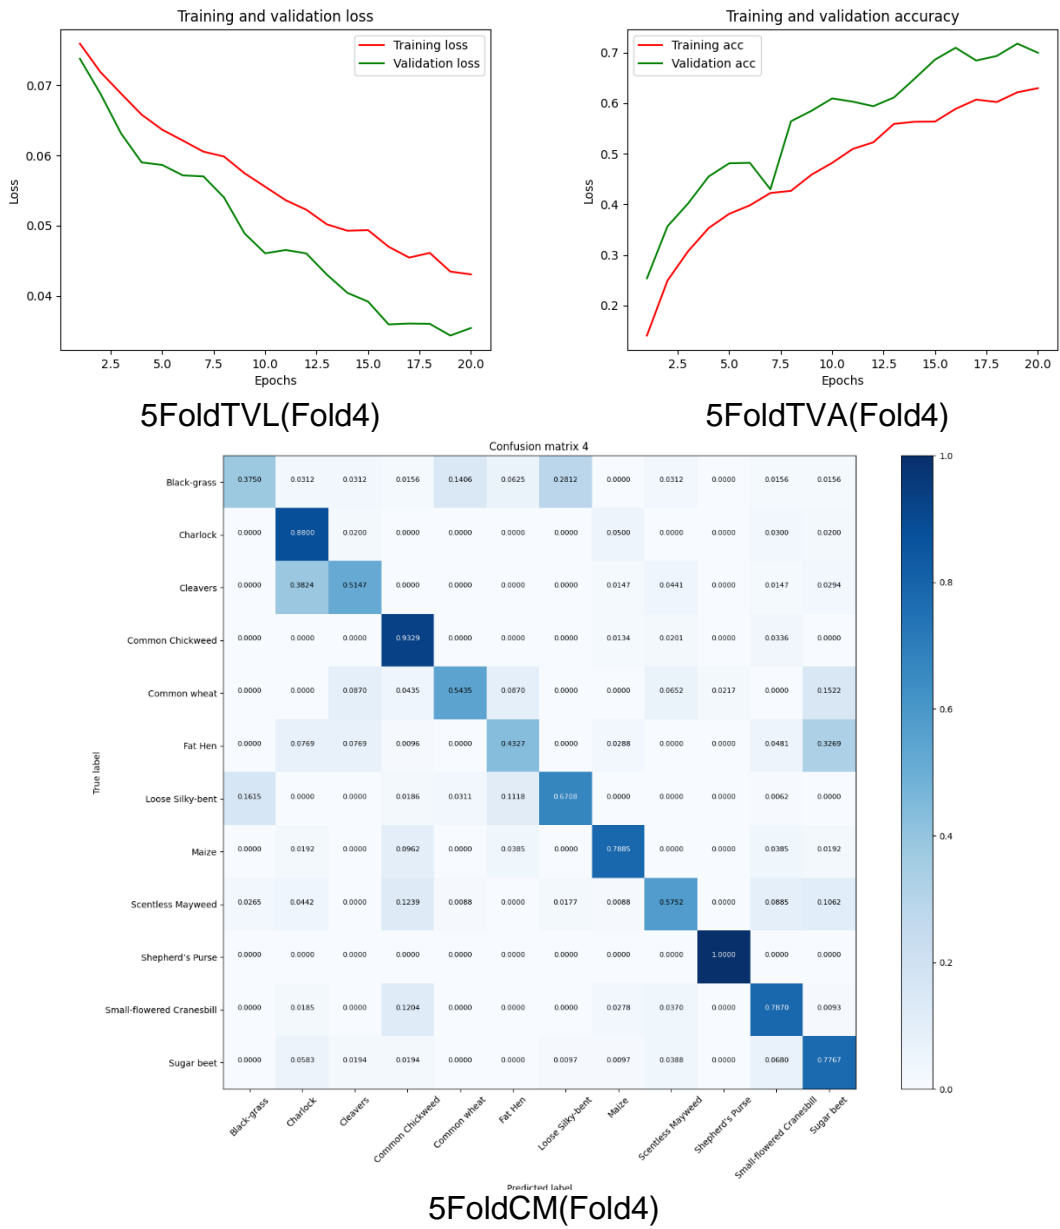 Training and validation loss
Training loss
Validation loss
0.07
0.06
0.05
0.04
Loss
2.5 5.0 7.5 10.0 12.5 15.0 17.5 20.0
Epochs
5FoldTVL(Fold4)
Training and validation accuracy
Training acc
Validation acc
0.7
0.6
0.5
0.4
0.3
0.2
Loss
2.5 5.0 7.5 10.0 12.5 15.0 17.5 20.0
Epochs
5FoldTVA(Fold4)
Confusion matrix 4
True label
Black-grass 0.3750 0.0312 0.0312 0.0156 0.1406 0.0625 0.2812 0.0000 0.0312 0.0000 0.0156 0.0156
Charlock 0.0000 0.8800 0.0200 0.0000 0.0000 0.0000 0.0000 0.0500 0.0000 0.0000 0.0300 0.0200
Cleavers 0.0000 0.3824 0.5147 0.0000 0.0000 0.0000 0.0000 0.0147 0.0441 0.0000 0.0147 0.0294
Common Chickweed 0.0000 0.0000 0.0000 0.9329 0.0000 0.0000 0.0000 0.0134 0.0201 0.0000 0.0336 0.0000
Common wheat 0.0000 0.0000 0.0870 0.0435 0.5435 0.0870 0.0000 0.0000 0.0652 0.0217 0.0000 0.1522
Fat Hen 0.0000 0.0769 0.0769 0.0096 0.0000 0.4327 0.0000 0.0288 0.0000 0.0000 0.0481 0.3269
Loose Silky-bent 0.1615 0.0000 0.0000 0.0186 0.0311 0.1118 0.6708 0.0000 0.0000 0.0000 0.0062 0.0000
Maize 0.0000 0.0192 0.0000 0.0962 0.0000 0.0385 0.0000 0.7885 0.0000 0.0000 0.0385 0.0192
Scentless Mayweed 0.0265 0.0442 0.0000 0.1239 0.0088 0.0000 0.0177 0.0088 0.5752 0.0000 0.0885 0.1062
Shepherd's Purse 0.0000 0.0000 0.0000 0.0000 0.0000 0.0000 0.0000 0.0000 0.0000 1.0000 0.0000 0.0000
Small-flowered Cranesbill 0.0000 0.0185 0.0000 0.1204 0.0000 0.0000 0.0000 0.0278 0.0370 0.0000 0.7870 0.0093
Sugar beet 0.0000 0.0583 0.0194 0.0194 0.0000 0.0000 0.0097 0.0097 0.0388 0.0000 0.0680 0.7767
Black-grass
Charlock
Cleavers
Common Chickweed
Common wheat
Fat Hen
Loose Silky-bent
Maize
Scentless Mayweed
Shepherd's Purse
Small-flowered Cranesbill
Sugar beet
1.0
0.8
0.6
0.4
0.2
0.0
Predicted label
5FoldCM(Fold4)